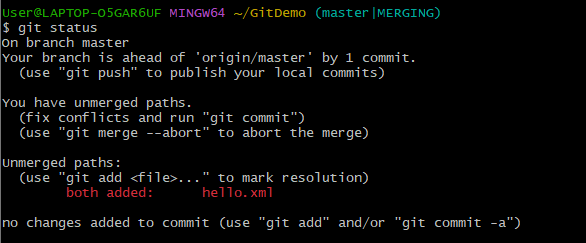 User@LAPTOP-O5GAR6UF MINGW64 ~/GitDemo (master|MERGING)
$ git status
On branch master
Your branch is ahead of 'origin/master' by 1 commit.
  (use "git push" to publish your local commits)

You have unmerged paths.
  (fix conflicts and run "git commit")
  (use "git merge --abort" to abort the merge)

Unmerged paths:
  (use "git add <file>..." to mark resolution)
        both added:      hello.xml

no changes added to commit (use "git add" and/or "git commit -a")